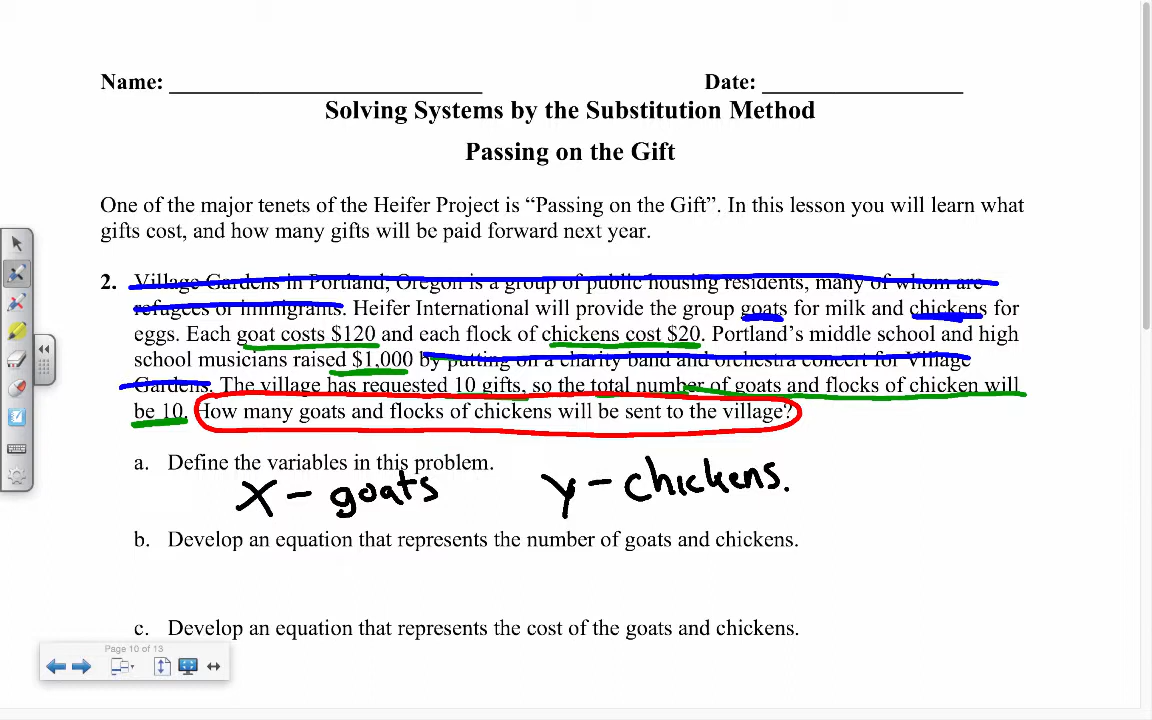 Name: ____________________________ Date: __________________
Solving Systems by the Substitution Method
Passing on the Gift
One of the major tenets of the Heifer Project is “Passing on the Gift”. In this lesson you will learn what
gifts cost, and how many gifts will be paid forward next year.
2. Village Gardens in Portland, Oregon is a group of public housing residents, many of whom are
refugees or immigrants. Heifer International will provide the group goats for milk and chickens for
eggs. Each goat costs $120 and each flock of chickens cost $20. Portland’s middle school and high
school musicians raised $1,000 by putting on a charity band and orchestra concert for Village
Gardens. The village has requested 10 gifts, so the total number of goats and flocks of chicken will
be 10. How many goats and flocks of chickens will be sent to the village?
a. Define the variables in this problem.
X - goats y - chickens.
b. Develop an equation that represents the number of goats and chickens.
c. Develop an equation that represents the cost of the goats and chickens.
Page 10 of 13